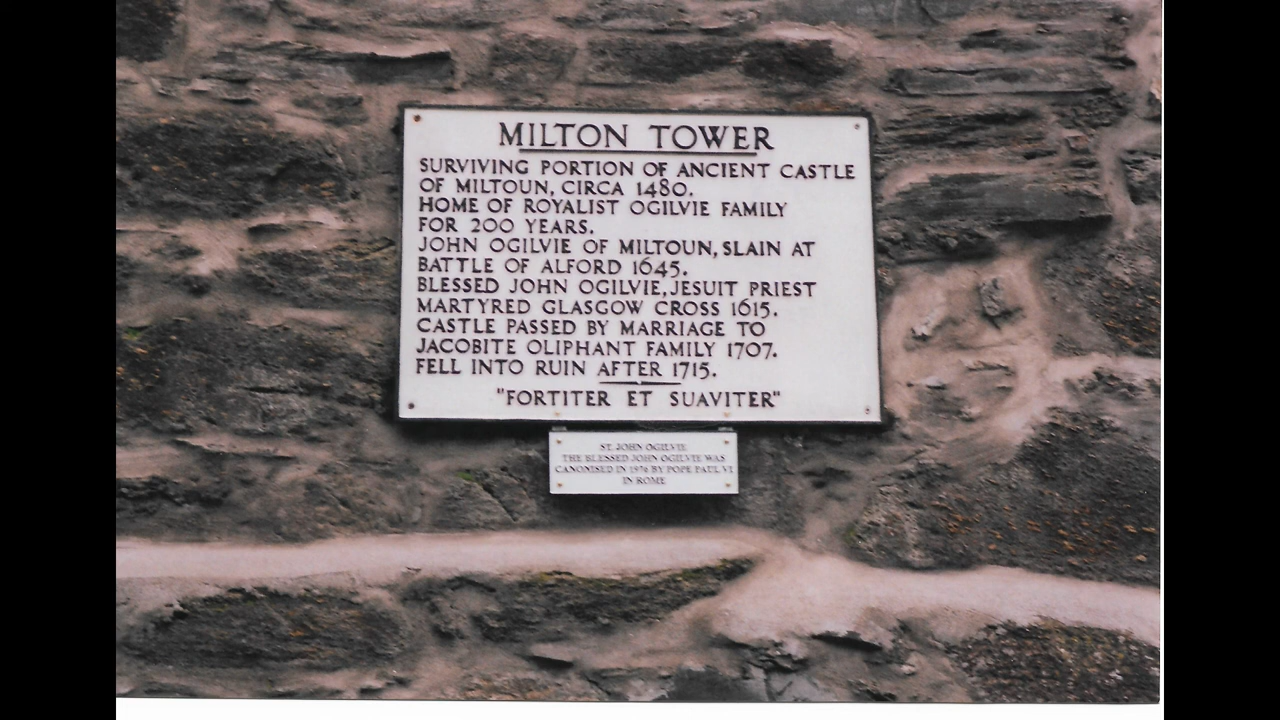 MILTON TOWER
SURVIVING PORTION OF ANCIENT CASTLE
OF MILTOUN, CIRCA 1480.
HOME OF ROYALIST OGILVIE FAMILY
FOR 200 YEARS.
JOHN OGILVIE OF MILTOUN, SLAIN AT
BATTLE OF ALFORD 1645.
BLESSED JOHN OGILVIE, JESUIT PRIEST
MARTYRED GLASGOW CROSS 1615.
CASTLE PASSED BY MARRIAGE TO
JACOBITE OLIPHANT FAMILY 1707.
FELL INTO RUIN AFTER 1715.
"FORTITER ET SUAVITER"
ST. JOHN OGILVIE
THE BLESSED JOHN OGILVIE WAS
CANONISED IN 1976 BY POPE PAUL VI
IN ROME